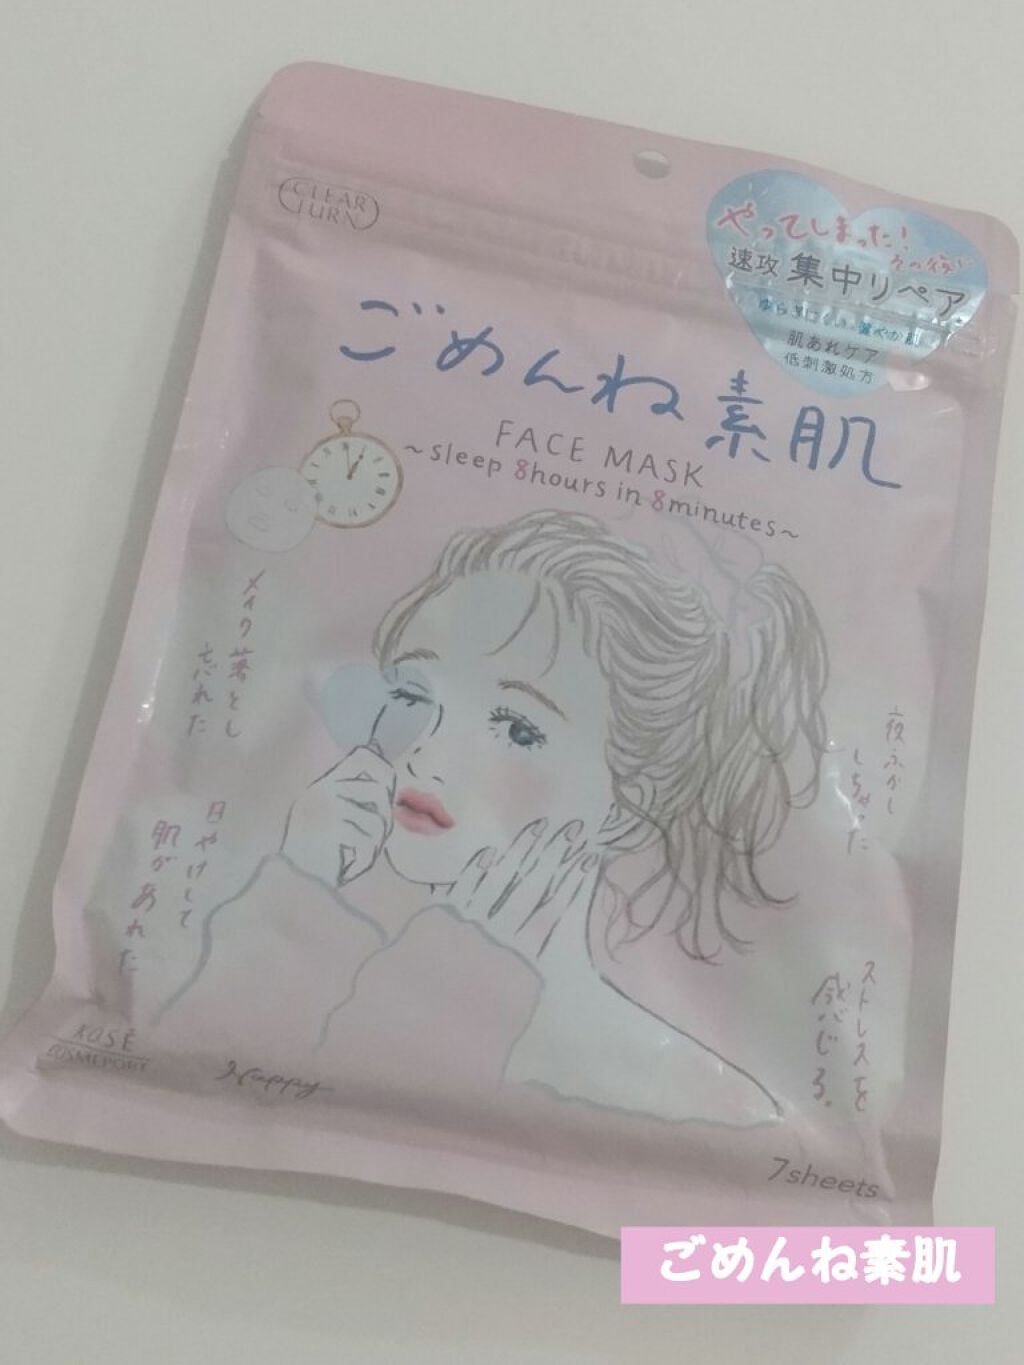 CLEAR
TURN
やってしまった!
その後に
速攻 集中リペア
ゆらぎにくい 健やか肌
肌あれケア
低刺激処方
ごめんね素肌
FACE MASK
~sleep 8hours in 8minutes~
メイク落とし
忘れた
夜ふかし
しちゃった
日やけして
肌があれた
ストレスを
感じる。
KOSÉ
COSMEPORT
Happy
7sheets
ごめんね素肌